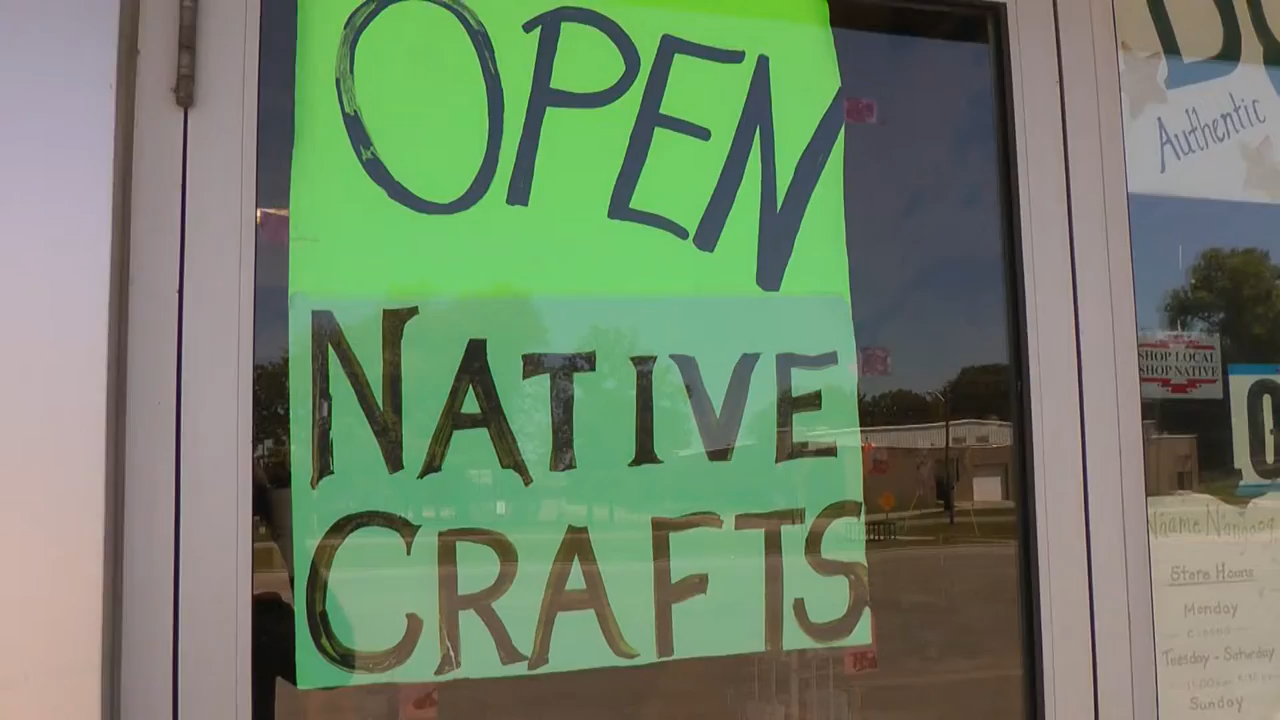 OPEN
NATIVE
CRAFTS
Authentic
SHOP LOCAL
SHOP NATIVE
Store Hours
Monday
Tuesday - Saturday
Sunday